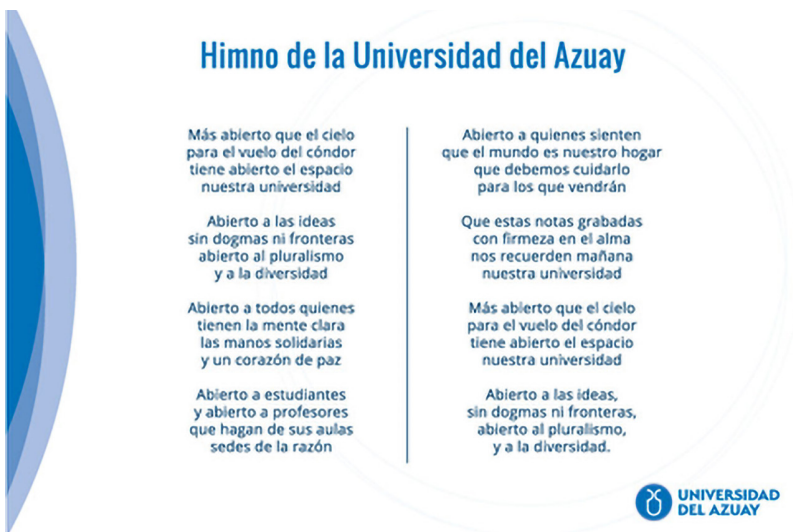 Himno de la Universidad del Azuay
Más abierto que el cielo
para el vuelo del cóndor
tiene abierto el espacio
nuestra universidad
Abierto a las ideas
sin dogmas ni fronteras
abierto al pluralismo
y a la diversidad
Abierto a todos quienes
tienen la mente clara
las manos solidarias
y un corazón de paz
Abierto a estudiantes
y abierto a profesores
que hagan de sus aulas
sedes de la razón
Abierto a quienes sienten
que el mundo es nuestro hogar
que debemos cuidarlo
para los que vendrán
Que estas notas grabadas
con firmeza en el alma
nos recuerden mañana
nuestra universidad
Más abierto que el cielo
para el vuelo del cóndor
tiene abierto el espacio
nuestra universidad
Abierto a las ideas,
sin dogmas ni fronteras,
abierto al pluralismo,
y a la diversidad.
UNIVERSIDAD
DEL AZUAY